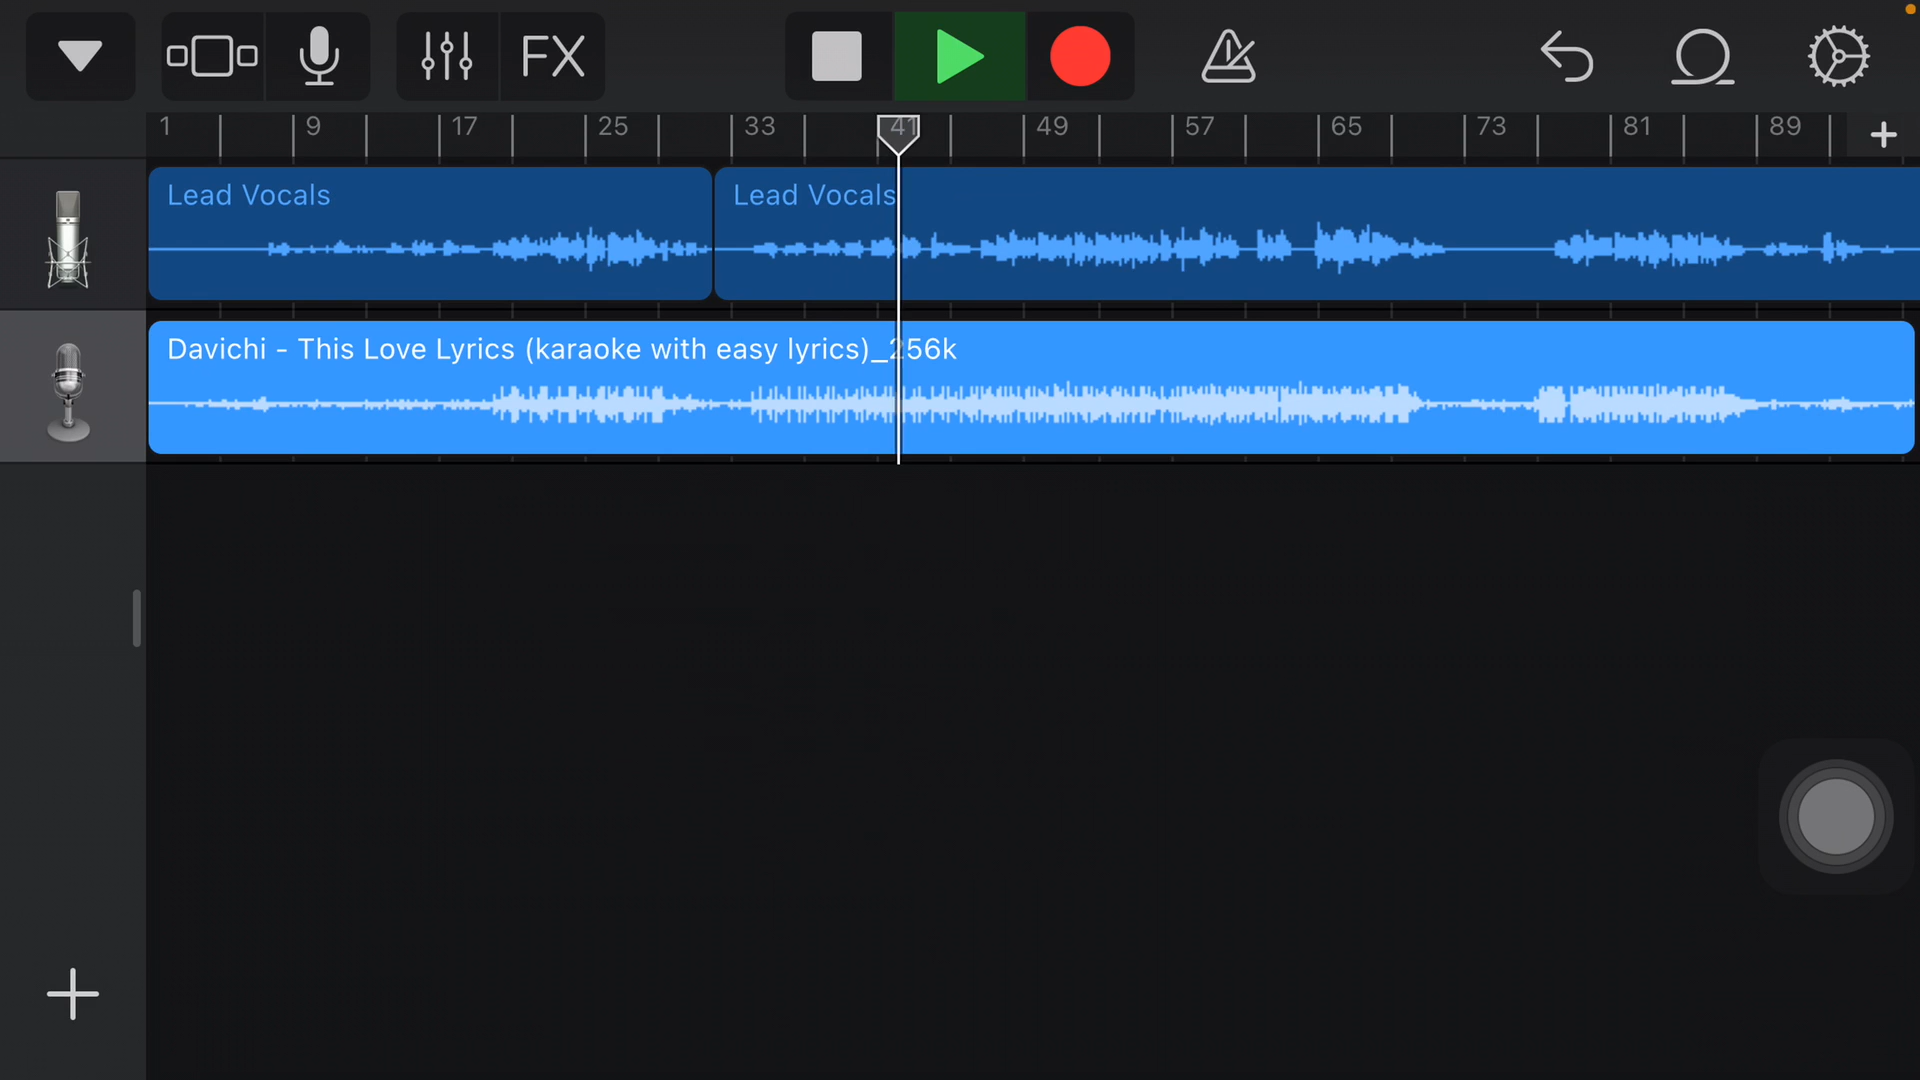 FX
1 9 17 25 33 41 49 57 65 73 81 89
Lead Vocals Lead Vocals
Davichi - This Love Lyrics (karaoke with easy lyrics)_256k